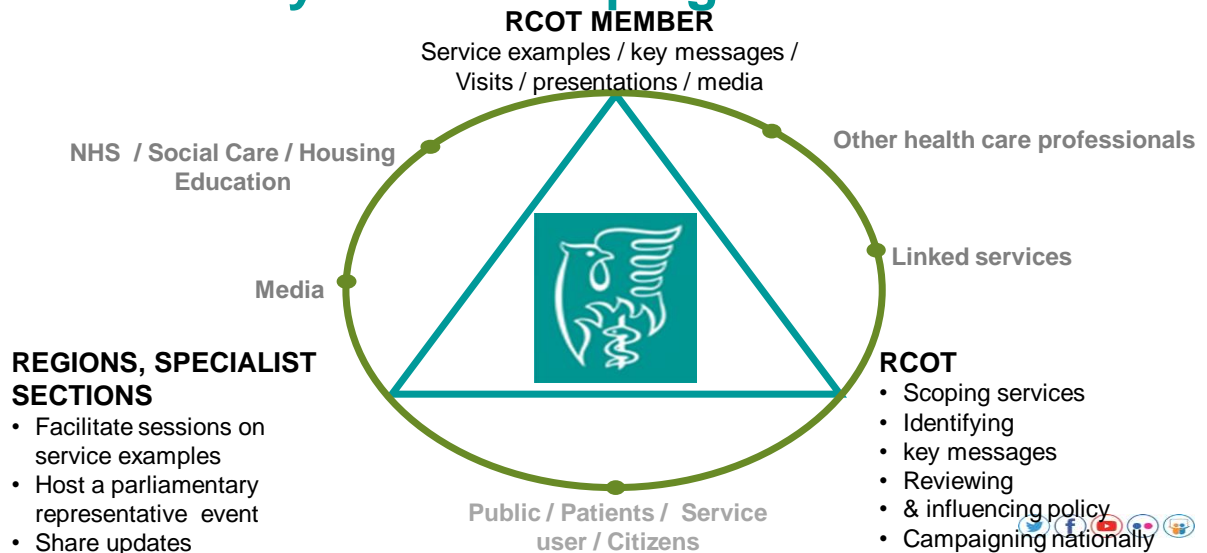 RCOT MEMBER
Service examples / key messages /
Visits / presentations / media
NHS / Social Care / Housing
Education
Other health care professionals
Linked services
Media
REGIONS, SPECIALIST
SECTIONS
• Facilitate sessions on
service examples
• Host a parliamentary
representative event
• Share updates
RCOT
• Scoping services
• Identifying
• key messages
• Reviewing
• & influencing policy
• Campaigning nationally
Public / Patients / Service
user / Citizens